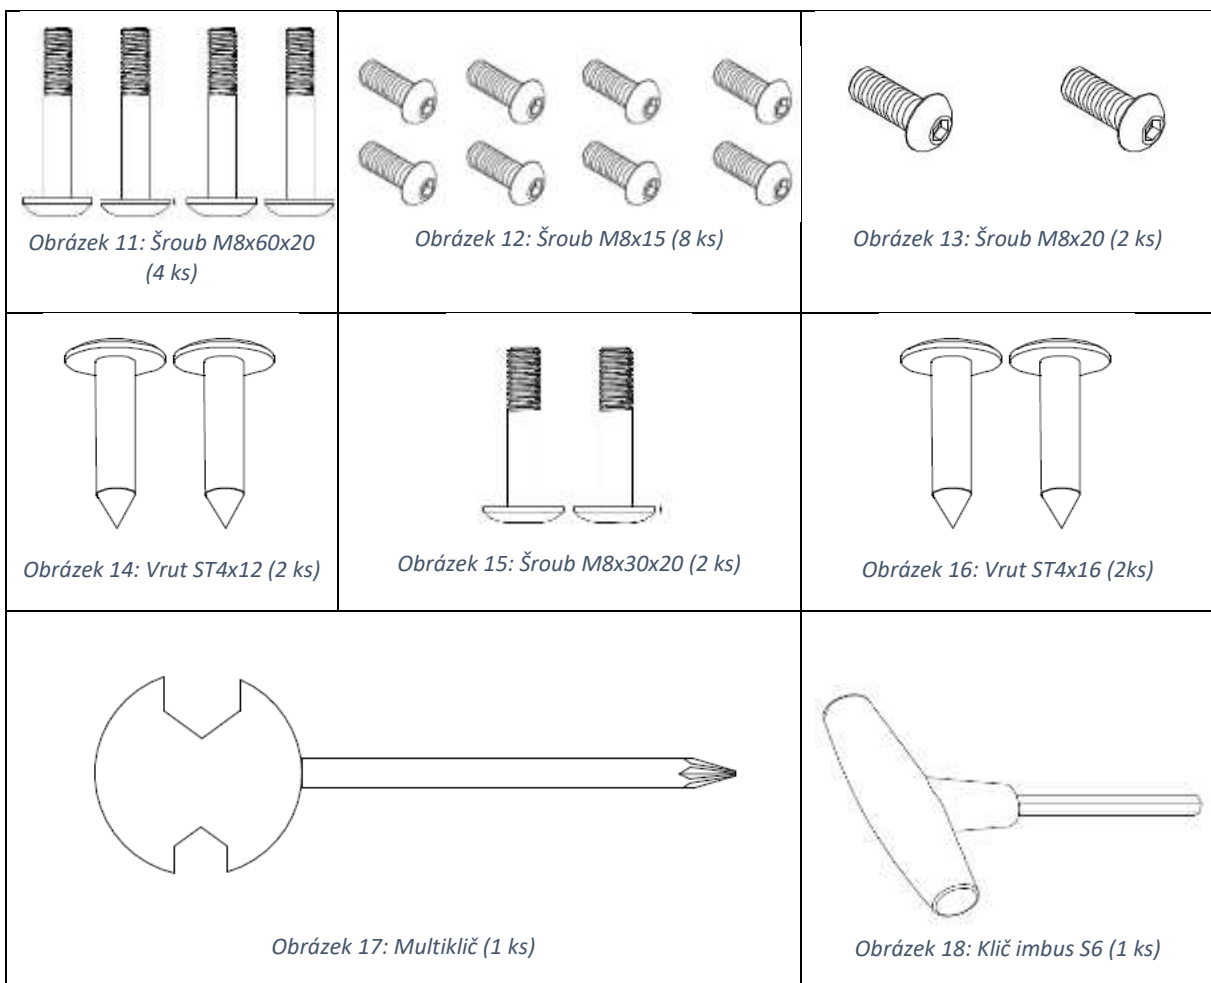 Obrázek 11: Šroub M8x60x20
(4 ks)
Obrázek 12: Šroub M8x15 (8 ks)
Obrázek 13: Šroub M8x20 (2 ks)
Obrázek 14: Vrut ST4x12 (2 ks)
Obrázek 15: Šroub M8x30x20 (2 ks)
Obrázek 16: Vrut ST4x16 (2ks)
Obrázek 17: Multiklič (1 ks)
Obrázek 18: Klič imbus S6 (1 ks)